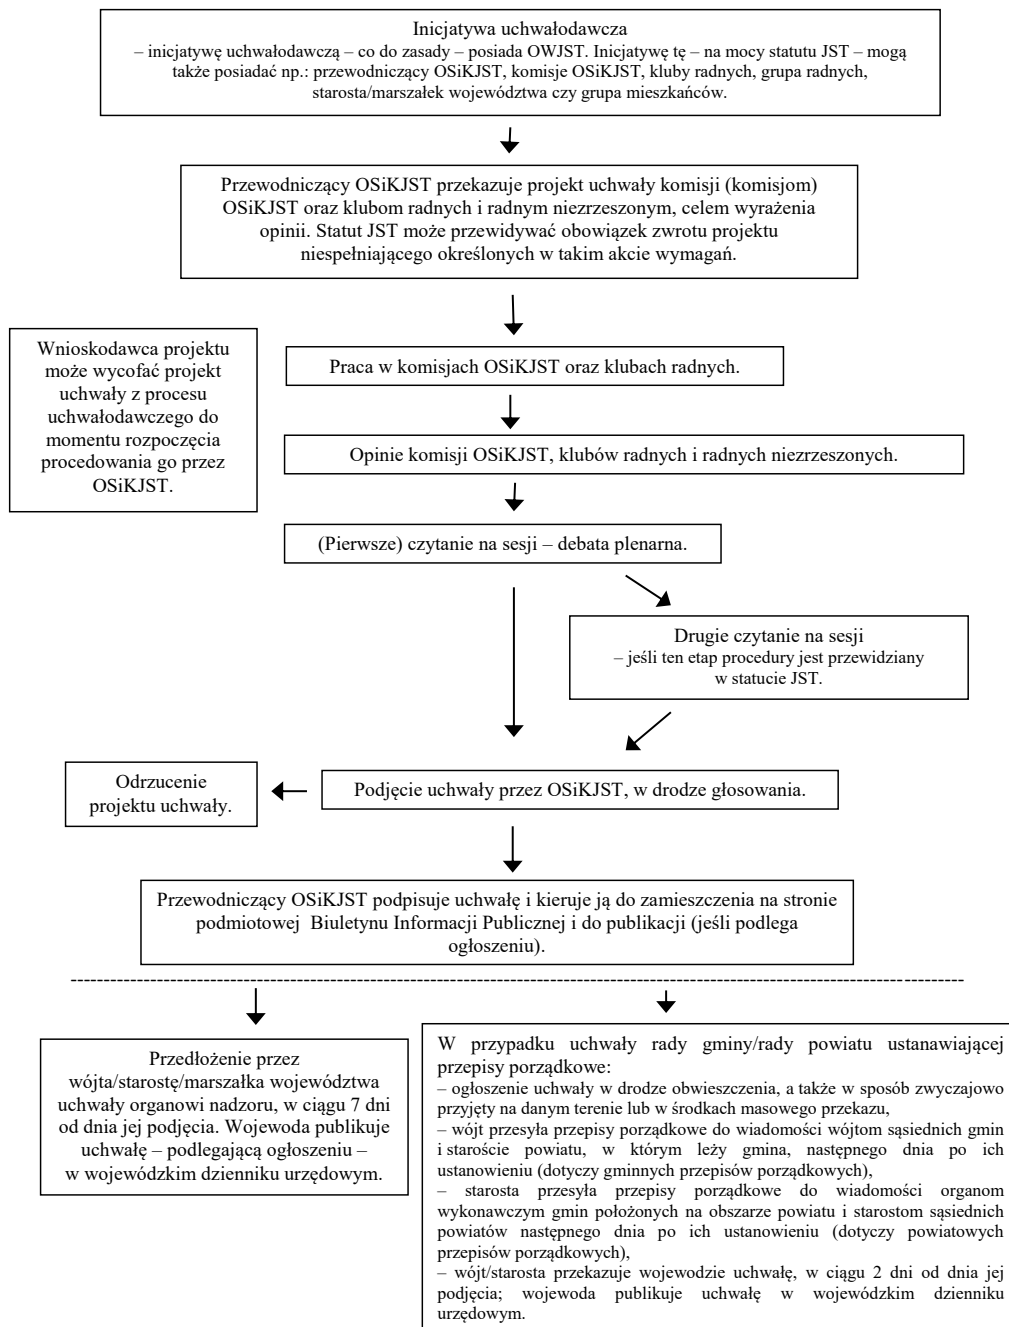 Inicjatywa uchwałodawcza
– inicjatywę uchwałodawczą – co do zasady – posiada OWJST. Inicjatywę tę – na mocy statutu JST – mogą
także posiadać np.: przewodniczący OSiKJST, komisje OSiKJST, kluby radnych, grupa radnych,
starosta/marszałek województwa czy grupa mieszkańców.
Przewodniczący OSiKJST przekazuje projekt uchwały komisji (komisjom)
OSiKJST oraz klubom radnych i radnym niezrzeszonym, celem wyrażenia
opinii. Statut JST może przewidywać obowiązek zwrotu projektu
niespełniającego określonych w takim akcie wymagań.
Wnioskodawca projektu
może wycofać projekt
uchwały z procesu
uchwałodawczego do
momentu rozpoczęcia
procedowania go przez
OSiKJST.
Praca w komisjach OSiKJST oraz klubach radnych.
Opinie komisji OSiKJST, klubów radnych i radnych niezrzeszonych.
(Pierwsze) czytanie na sesji – debata plenarna.
Drugie czytanie na sesji
– jeśli ten etap procedury jest przewidziany
w statucie JST.
Odrzucenie
projektu uchwały.
Podjęcie uchwały przez OSiKJST, w drodze głosowania.
Przewodniczący OSiKJST podpisuje uchwałę i kieruje ją do zamieszczenia na stronie
podmiotowej Biuletynu Informacji Publicznej i do publikacji (jeśli podlega
ogłoszeniu).
Przedłożenie przez
wójta/starostę/marszałka województwa
uchwały organowi nadzoru, w ciągu 7 dni
od dnia jej podjęcia. Wojewoda publikuje
uchwałę – podlegającą ogłoszeniu –
w wojewódzkim dzienniku urzędowym.
W przypadku uchwały rady gminy/rady powiatu ustanawiającej
przepisy porządkowe:
– ogłoszenie uchwały w drodze obwieszczenia, a także w sposób zwyczajowo
przyjęty na danym terenie lub w środkach masowego przekazu,
– wójt przesyła przepisy porządkowe do wiadomości wójtom sąsiednich gmin
i staroście powiatu, w którym leży gmina, następnego dnia po ich
ustanowieniu (dotyczy gminnych przepisów porządkowych),
– starosta przesyła przepisy porządkowe do wiadomości organom
wykonawczym gmin położonych na obszarze powiatu i starostom sąsiednich
powiatów następnego dnia po ich ustanowieniu (dotyczy powiatowych
przepisów porządkowych),
– wójt/starosta przekazuje wojewodzie uchwałę, w ciągu 2 dni od dnia jej
podjęcia; wojewoda publikuje uchwałę w wojewódzkim dzienniku
urzędowym.